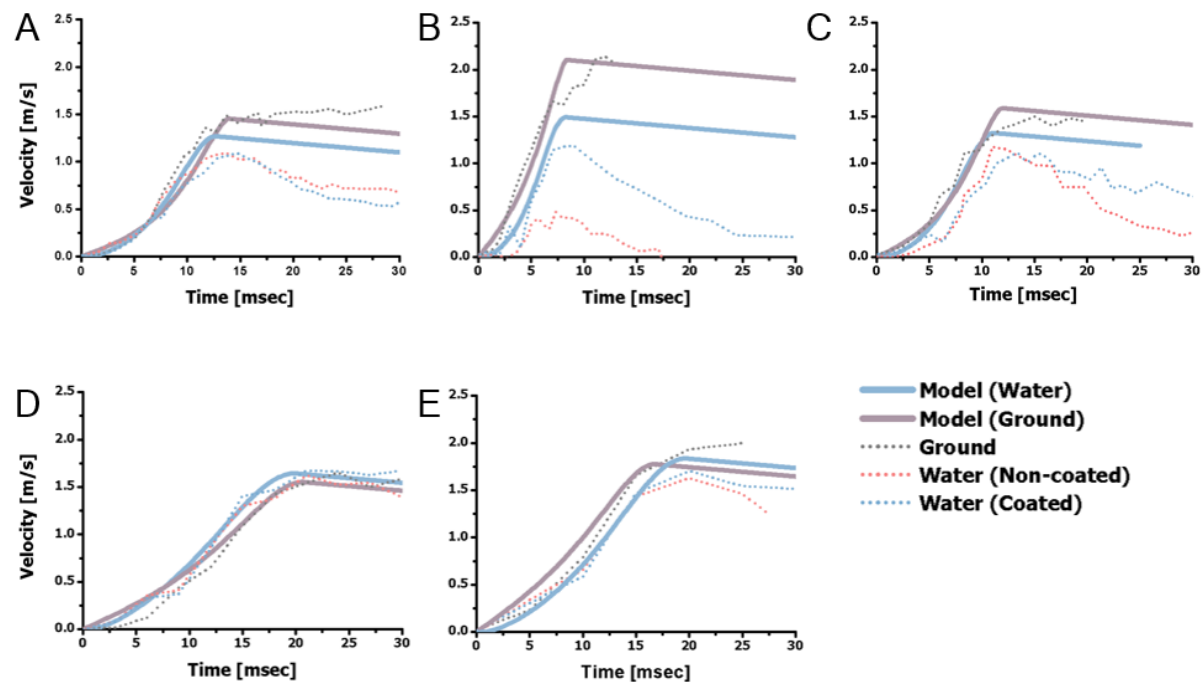 A
2.5
2.0
1.5
1.0
0.5
0.0
0 5 10 15 20 25 30
Velocity [m/s]
Time [msec]
B
2.5
2.0
1.5
1.0
0.5
0.0
0 5 10 15 20 25 30
Time [msec]
C
2.5
2.0
1.5
1.0
0.5
0.0
0 5 10 15 20 25 30
Time [msec]
D
2.5
2.0
1.5
1.0
0.5
0.0
0 5 10 15 20 25 30
Velocity [m/s]
Time [msec]
E
2.5
2.0
1.5
1.0
0.5
0.0
0 5 10 15 20 25 30
Time [msec]
Model (Water)
Model (Ground)
Ground
Water (Non-coated)
Water (Coated)